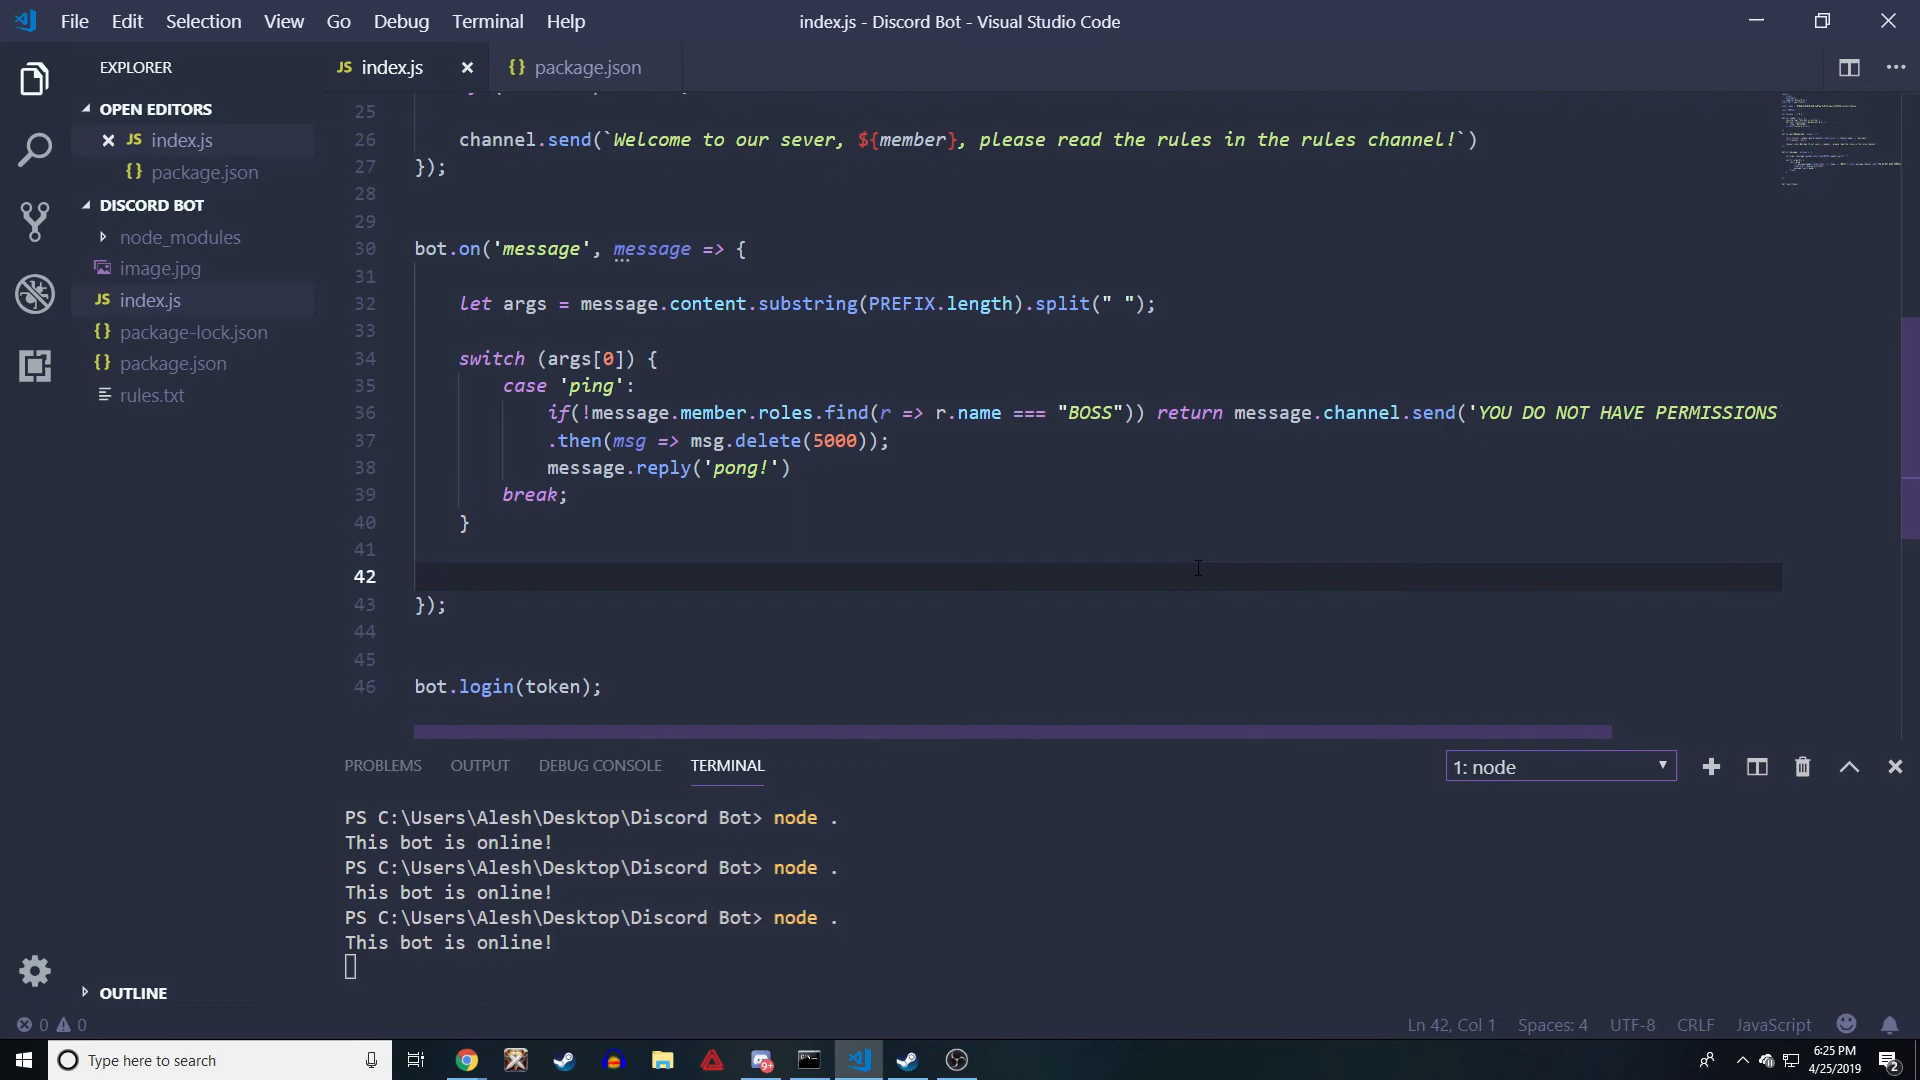 File Edit Selection View Go Debug Terminal Help
index.js - Discord Bot - Visual Studio Code
EXPLORER
OPEN EDITORS
JS index.js
{} package.json
DISCORD BOT
node_modules
image.jpg
JS index.js
{} package-lock.json
{} package.json
rules.txt
OUTLINE
JS index.js
{} package.json
25
26 channel.send(`Welcome to our sever, ${member}, please read the rules in the rules channel!`)
27 });
28
29
30 bot.on('message', message => {
31
32 let args = message.content.substring(PREFIX.length).split(" ");
33
34 switch (args[0]) {
35 case 'ping':
36 if(!message.member.roles.find(r => r.name === "BOSS")) return message.channel.send('YOU DO NOT HAVE PERMISSIONS
37 .then(msg => msg.delete(5000));
38 message.reply('pong!')
39 break;
40 }
41
42
43 });
44
45
46 bot.login(token);
PROBLEMS OUTPUT DEBUG CONSOLE TERMINAL
1: node
PS C:\Users\Alesh\Desktop\Discord Bot> node .
This bot is online!
PS C:\Users\Alesh\Desktop\Discord Bot> node .
This bot is online!
PS C:\Users\Alesh\Desktop\Discord Bot> node .
This bot is online!
0 0
Ln 42, Col 1 Spaces: 4 UTF-8 CRLF JavaScript
Type here to search
9+
6:25 PM
4/25/2019
2